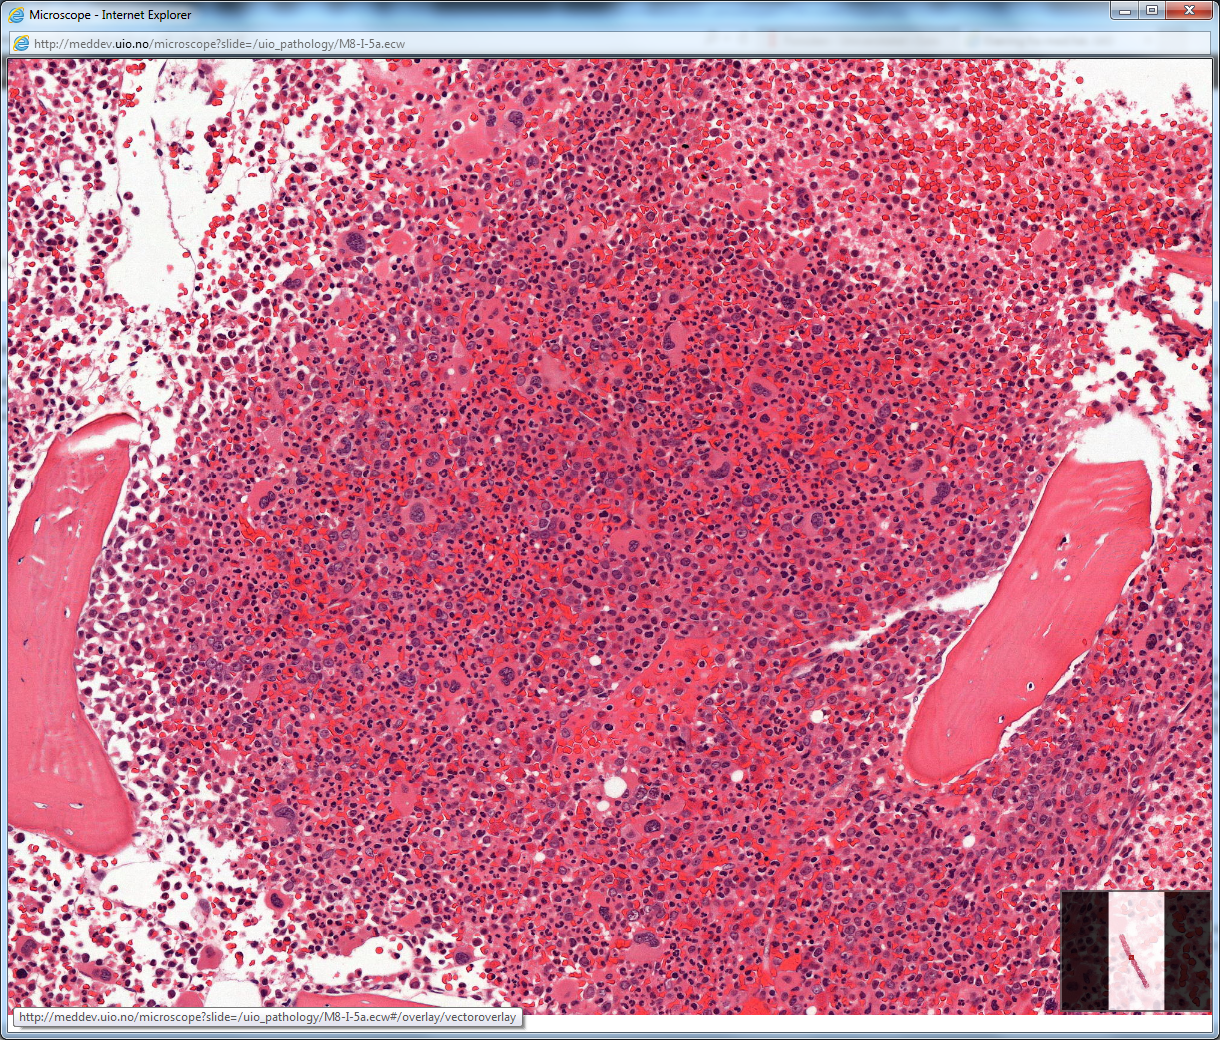 Microscope - Internet Explorer
http://meddev.uio.no/microscope?slide=/uio_pathology/M8-I-5a.ecw
http://meddev.uio.no/microscope?slide=/uio_pathology/M8-I-5a.ecw#/overlay/vectoroverlay